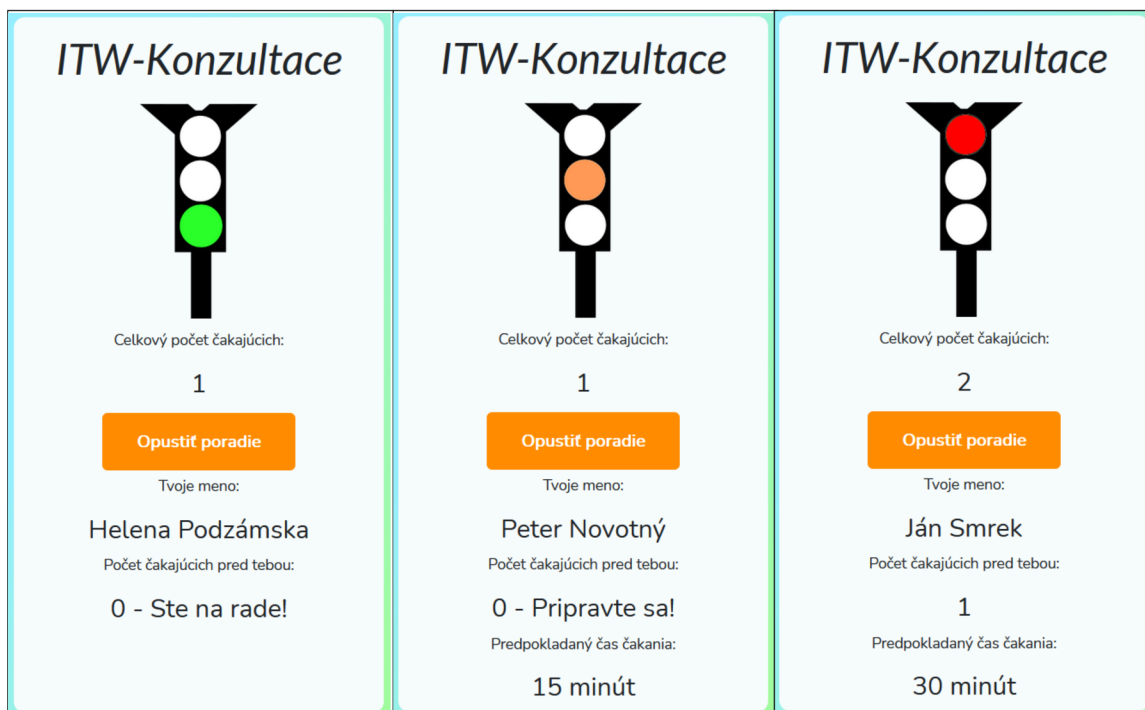 ITW-Konzultace
Celkový počet čakajúcich:
1
Opustiť poradie
Tvoje meno:
Helena Podzámska
Počet čakajúcich pred tebou:
0 - Ste na rade!
ITW-Konzultace
Celkový počet čakajúcich:
1
Opustiť poradie
Tvoje meno:
Peter Novotný
Počet čakajúcich pred tebou:
0 - Pripravte sa!
Predpokladaný čas čakania:
15 minút
ITW-Konzultace
Celkový počet čakajúcich:
2
Opustiť poradie
Tvoje meno:
Ján Smrek
Počet čakajúcich pred tebou:
1
Predpokladaný čas čakania:
30 minút